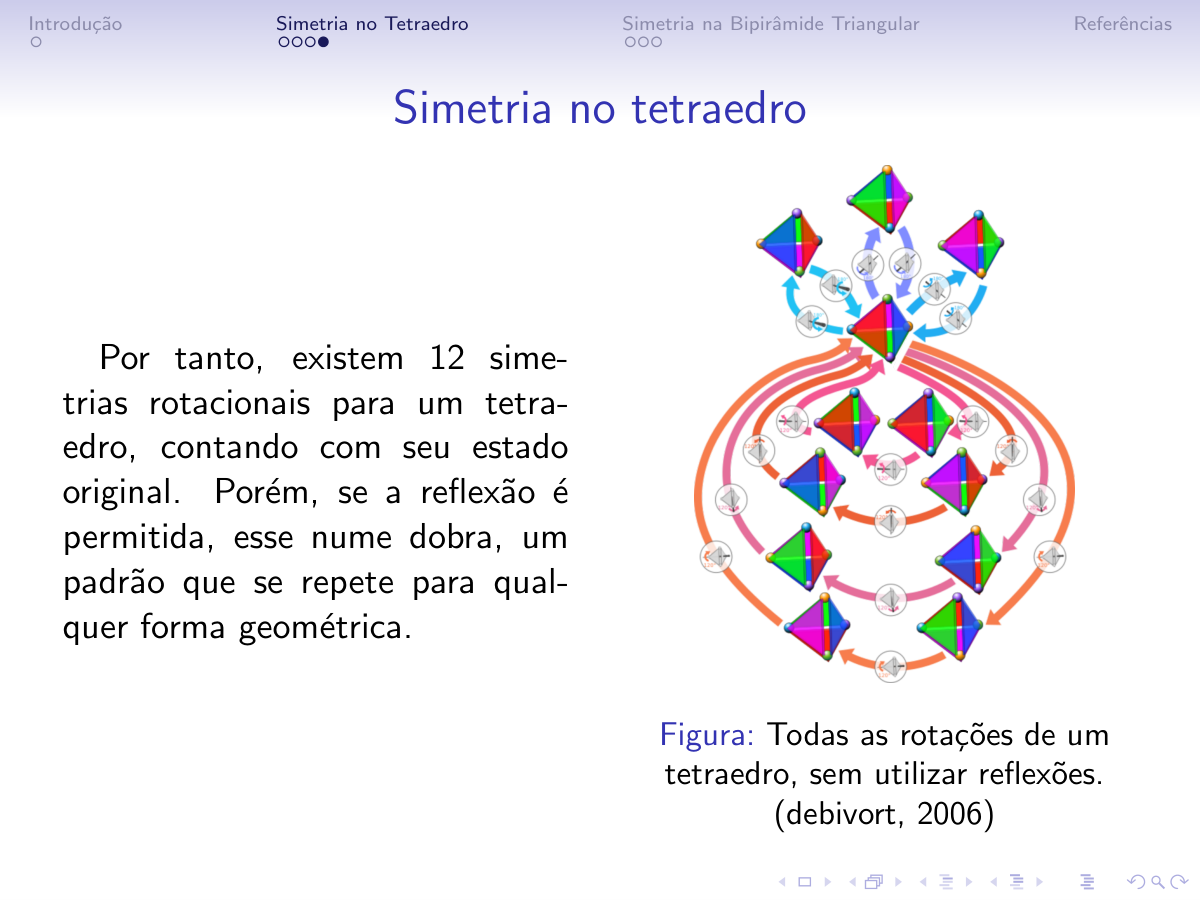 Introdução
Simetria no Tetraedro
Simetria na Bipirâmide Triangular
Referências
Simetria no tetraedro
Por tanto, existem 12 sime-
trias rotacionais para um tetra-
edro, contando com seu estado
original. Porém, se a reflexão é
permitida, esse nume dobra, um
padrão que se repete para qual-
quer forma geométrica.
Figura: Todas as rotações de um
tetraedro, sem utilizar reflexões.
(debivort, 2006)